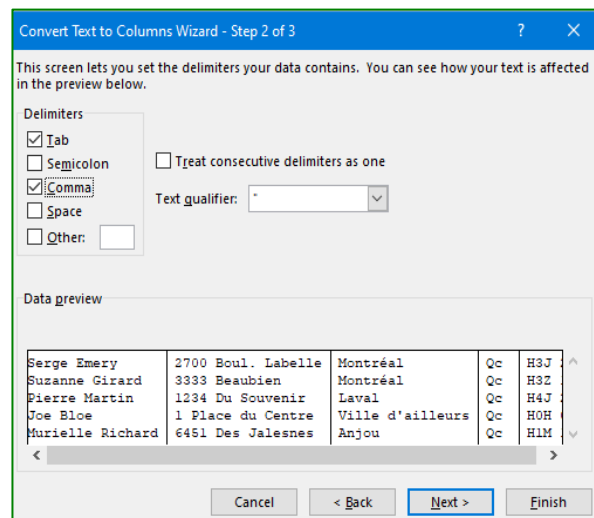 Convert Text to Columns Wizard - Step 2 of 3 ? ×
This screen lets you set the delimiters your data contains. You can see how your text is affected
in the preview below.
Delimiters
Tab
Semicolon
Comma
Space
Other:
Treat consecutive delimiters as one
Text qualifier: "
Data preview
Serge Emery 2700 Boul. Labelle Montréal Qc H3J
Suzanne Girard 3333 Beaubien Montréal Qc H3Z
Pierre Martin 1234 Du Souvenir Laval Qc H4J
Joe Bloe 1 Place du Centre Ville d'ailleurs Qc H0H
Murielle Richard 6451 Des Jalesnes Anjou Qc H1M
Cancel < Back Next > Finish